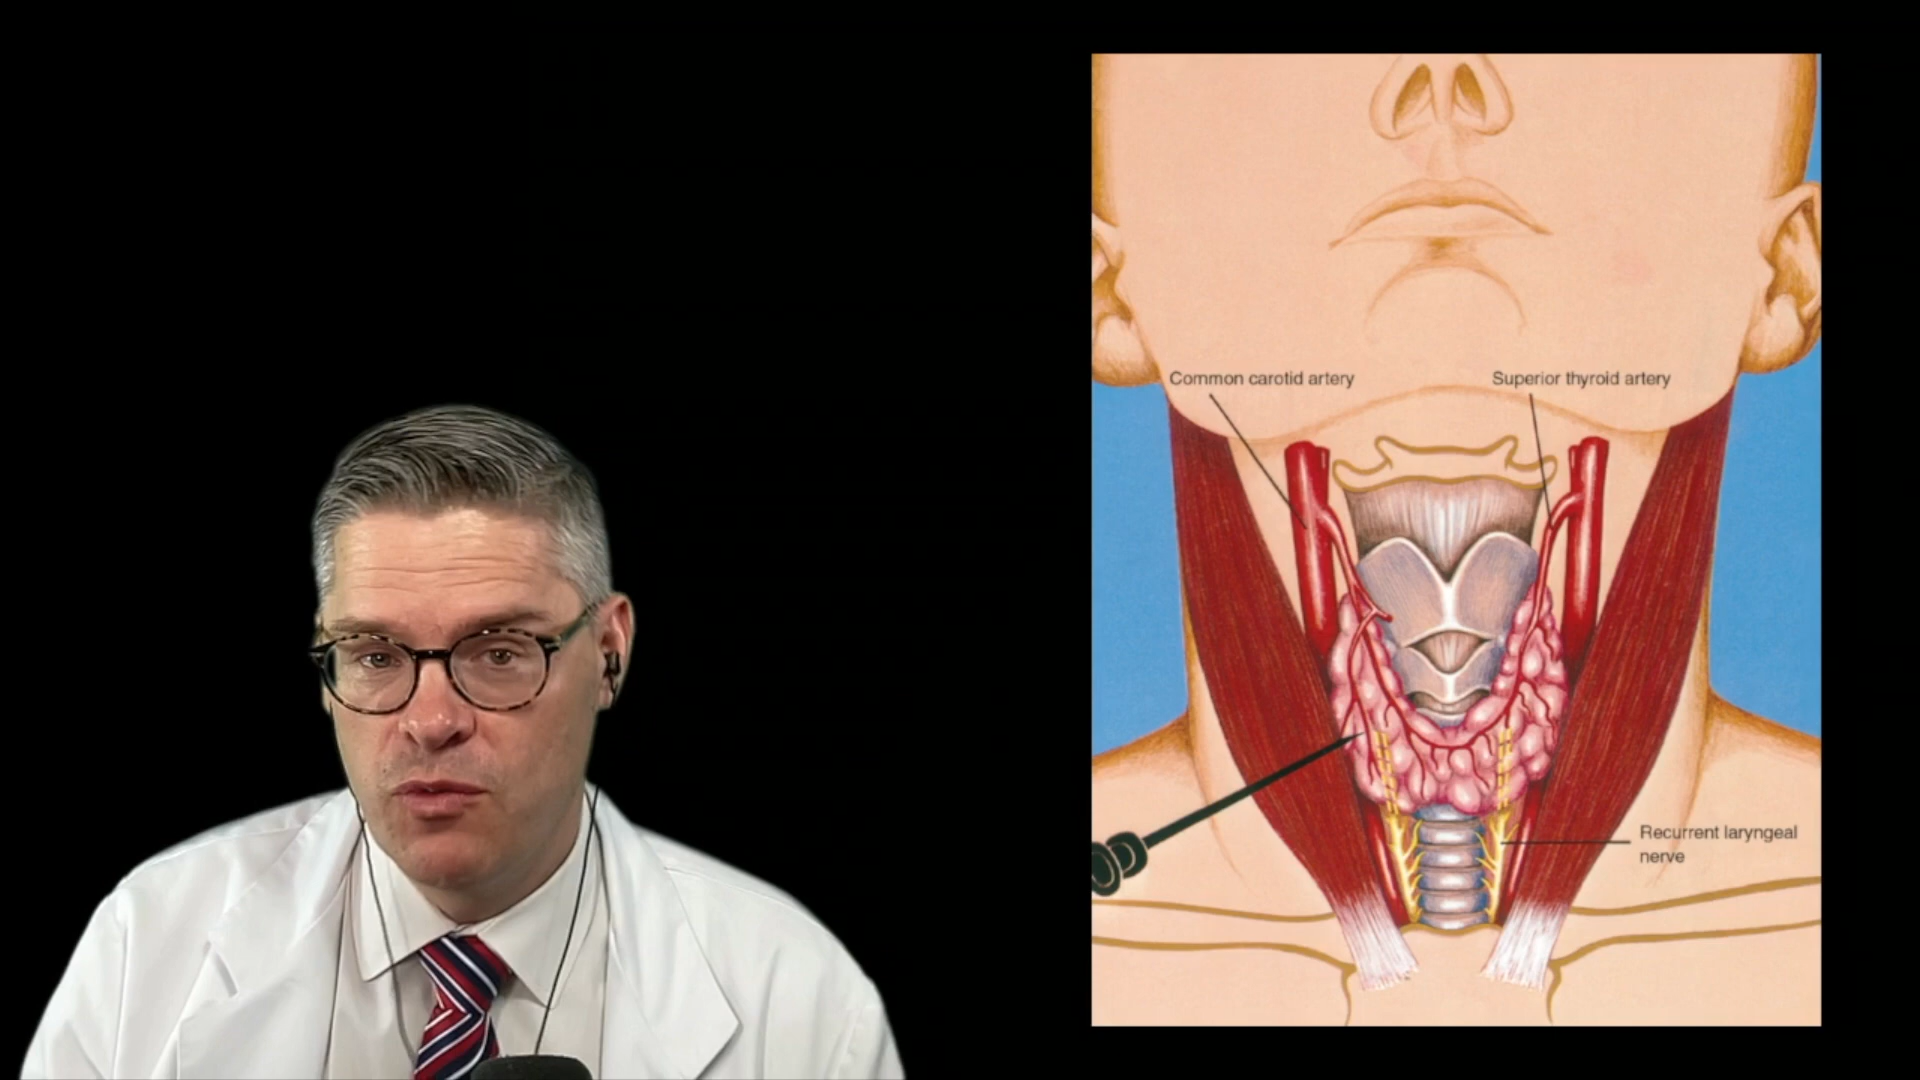 Common carotid artery
Superior thyroid artery
Recurrent laryngeal
nerve